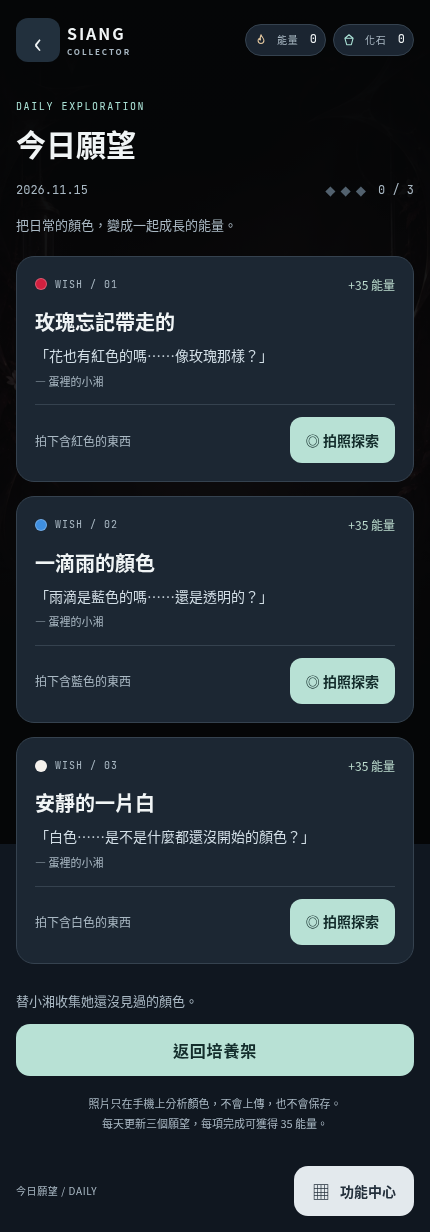 ‹ SIANG
COLLECTOR
能量 0
化石 0
DAILY EXPLORATION
今日願望
2026.11.15 ◆ ◆ ◆ 0 / 3
把日常的顏色，變成一起成長的能量。
WISH / 01 +35 能量
玫瑰忘記帶走的
「花也有紅色的嗎……像玫瑰那樣？」
— 蛋裡的小湘
拍下含紅色的東西 ◎ 拍照探索
WISH / 02 +35 能量
一滴雨的顏色
「雨滴是藍色的嗎……還是透明的？」
— 蛋裡的小湘
拍下含藍色的東西 ◎ 拍照探索
WISH / 03 +35 能量
安靜的一片白
「白色……是不是什麼都還沒開始的顏色？」
— 蛋裡的小湘
拍下含白色的東西 ◎ 拍照探索
替小湘收集她還沒見過的顏色。
返回培養架
照片只在手機上分析顏色，不會上傳，也不會保存。
每天更新三個願望，每項完成可獲得 35 能量。
今日願望 / DAILY ▦ 功能中心